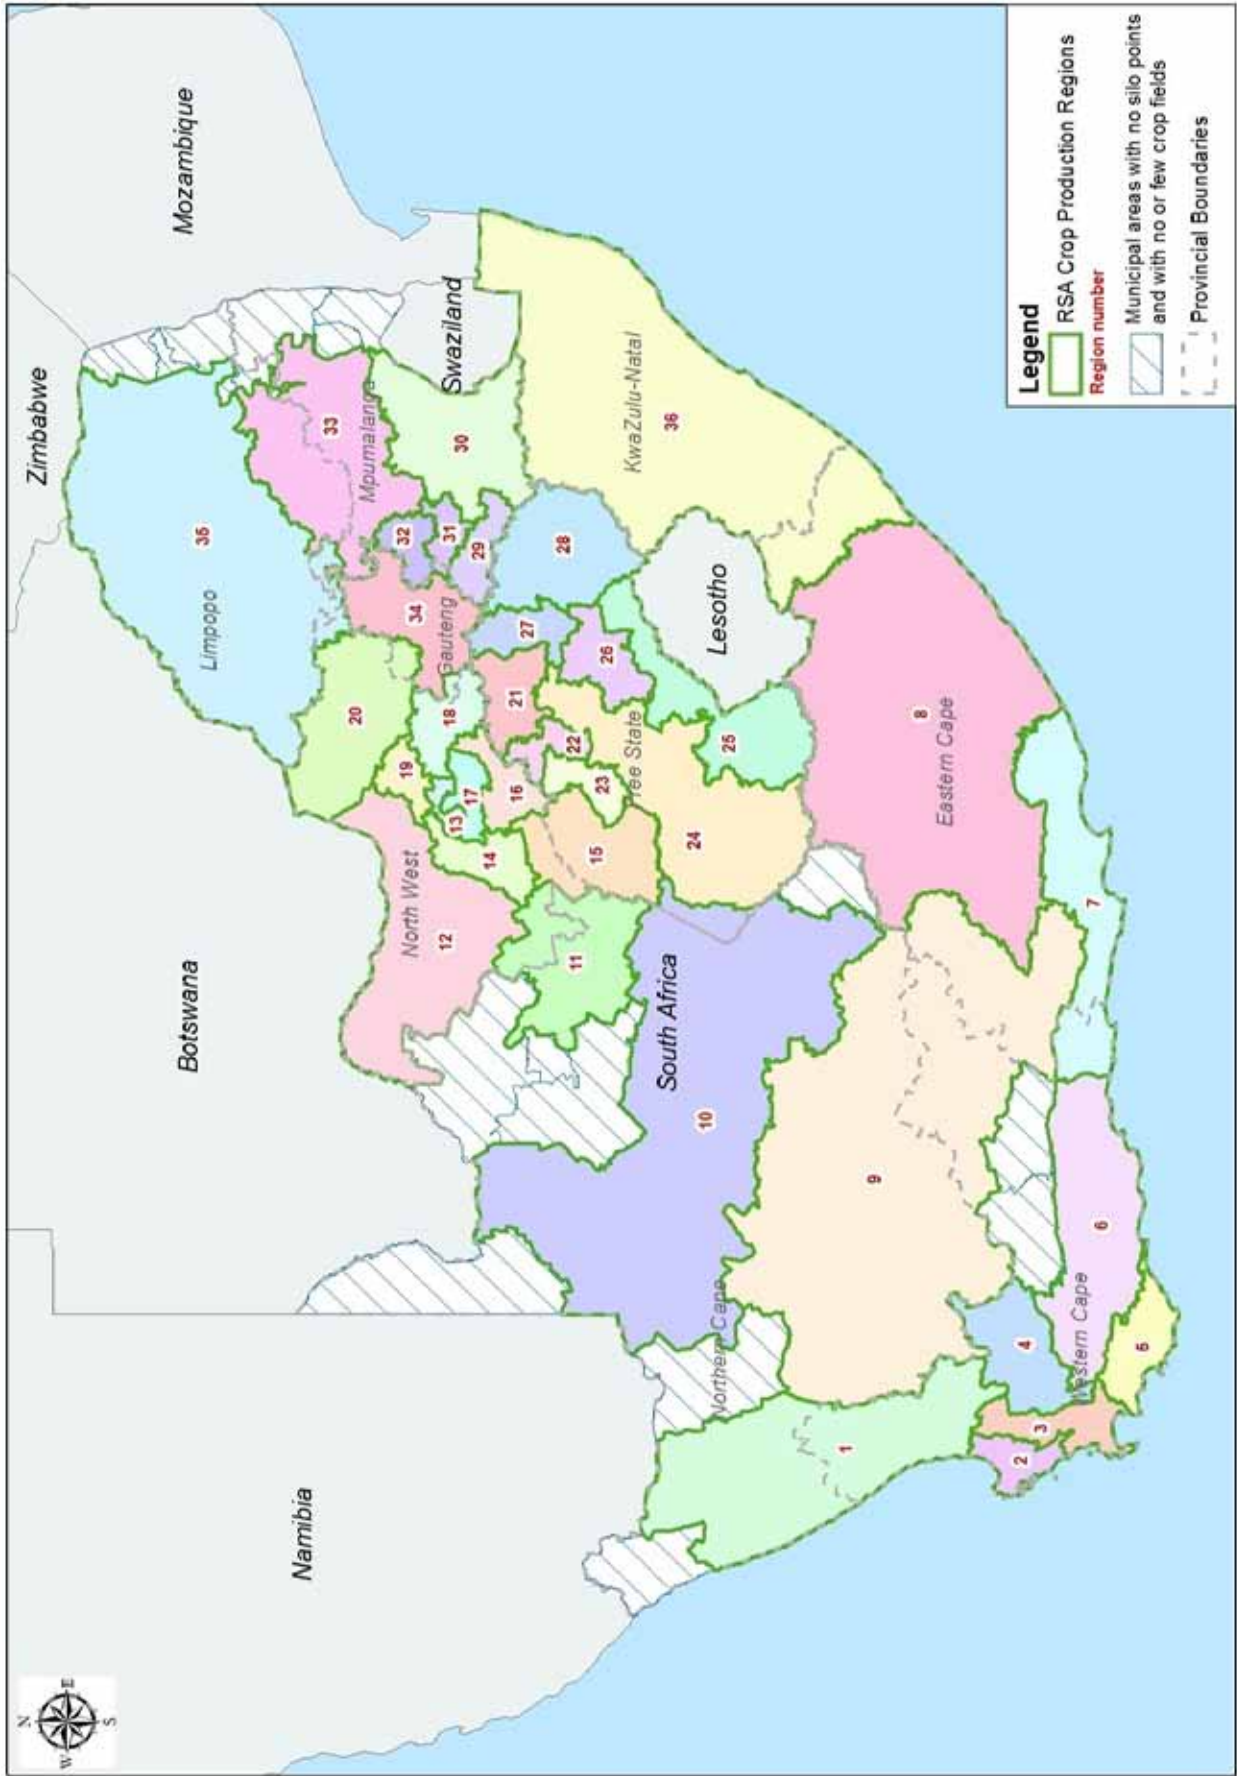 N
W
E
S
Zimbabwe
Mozambique
Botswana
Limpopo
35
Namibia
33
20
Mpumalanga
19
32
North West
34
12
18
Gauteng
31
Swaziland
13
30
17
29
14
16
21
27
28
11
22
15
23
26
ree State
KwaZulu-Natal
36
South Africa
24
10
Lesotho
25
Northern Cape
1
9
8
Eastern Cape
2
4
3
Western Cape
7
6
5
Legend
RSA Crop Production Regions
Region number
Municipal areas with no silo points
and with no or few crop fields
Provincial Boundaries